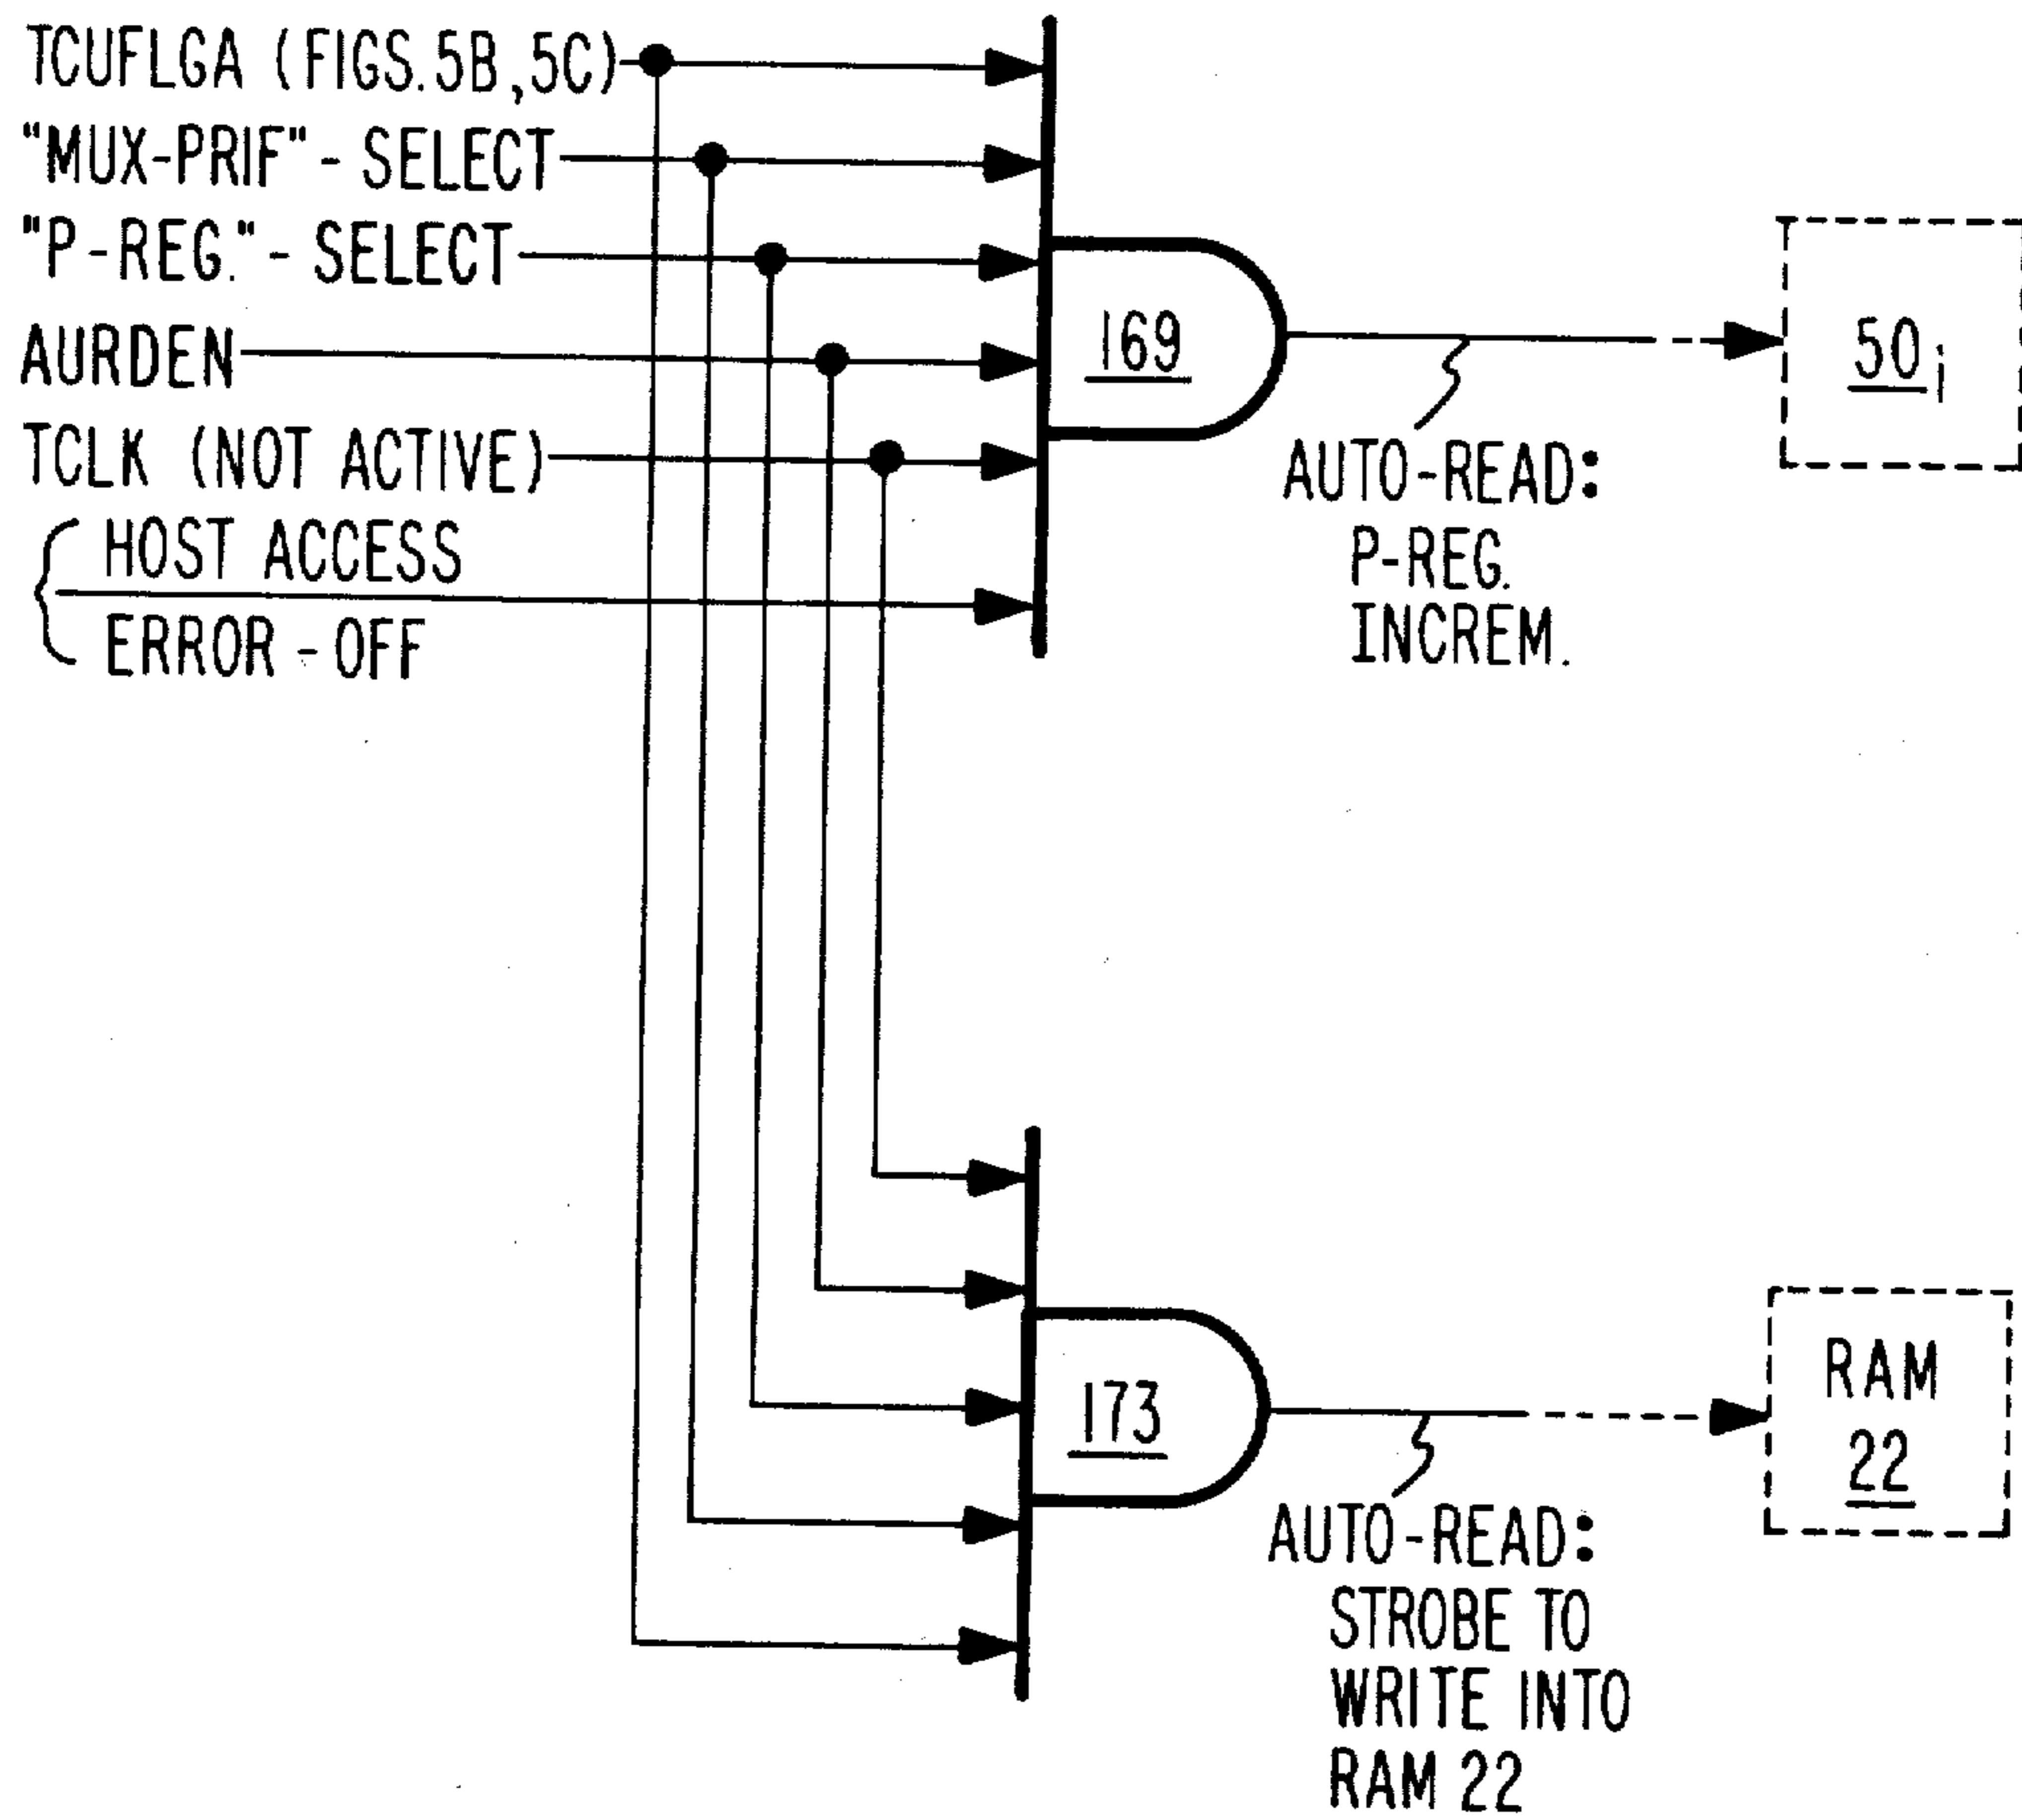 TCUFLGA (FIGS. 5B, 5C)
"MUX-PRIF" - SELECT
"P-REG." - SELECT
AURDEN
TCLK (NOT ACTIVE)
HOST ACCESS
ERROR - OFF
169
AUTO-READ:
P-REG.
INCREM.
50i
173
AUTO-READ:
STROBE TO
WRITE INTO
RAM 22
RAM
22